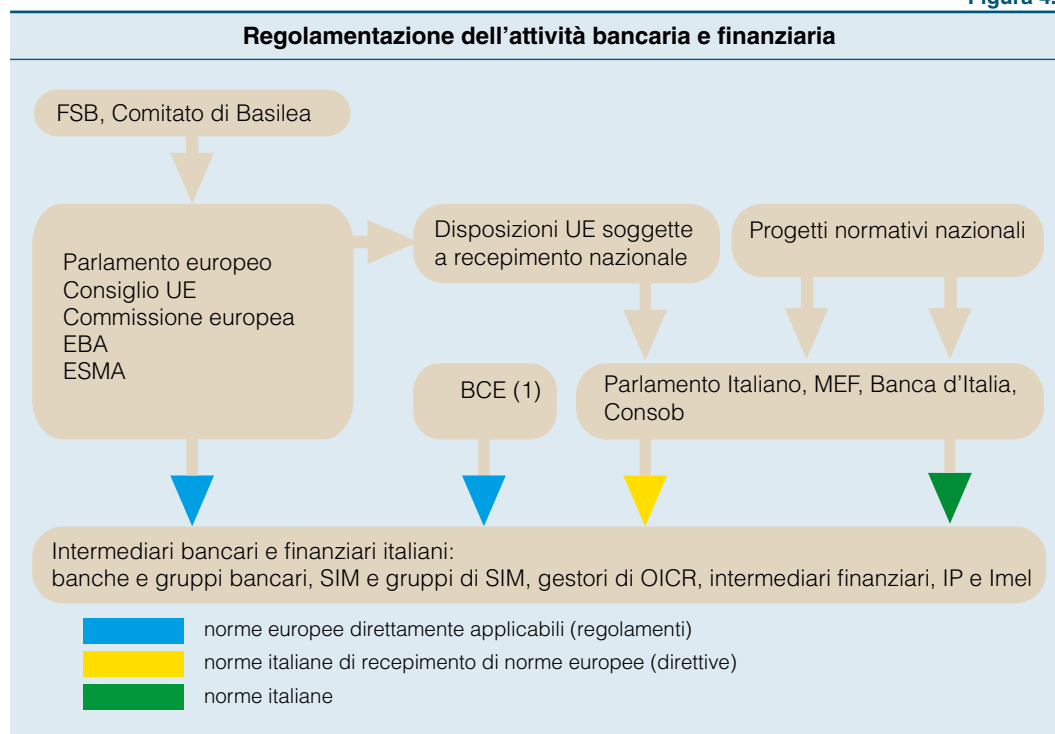 Figura 4.
Regolamentazione dell'attività bancaria e finanziaria
FSB, Comitato di Basilea
Parlamento europeo
Consiglio UE
Commissione europea
EBA
ESMA
Disposizioni UE soggette
a recepimento nazionale
Progetti normativi nazionali
BCE (1)
Parlamento Italiano, MEF, Banca d'Italia,
Consob
Intermediari bancari e finanziari italiani:
banche e gruppi bancari, SIM e gruppi di SIM, gestori di OICR, intermediari finanziari, IP e Imel
norme europee direttamente applicabili (regolamenti)
norme italiane di recepimento di norme europee (direttive)
norme italiane